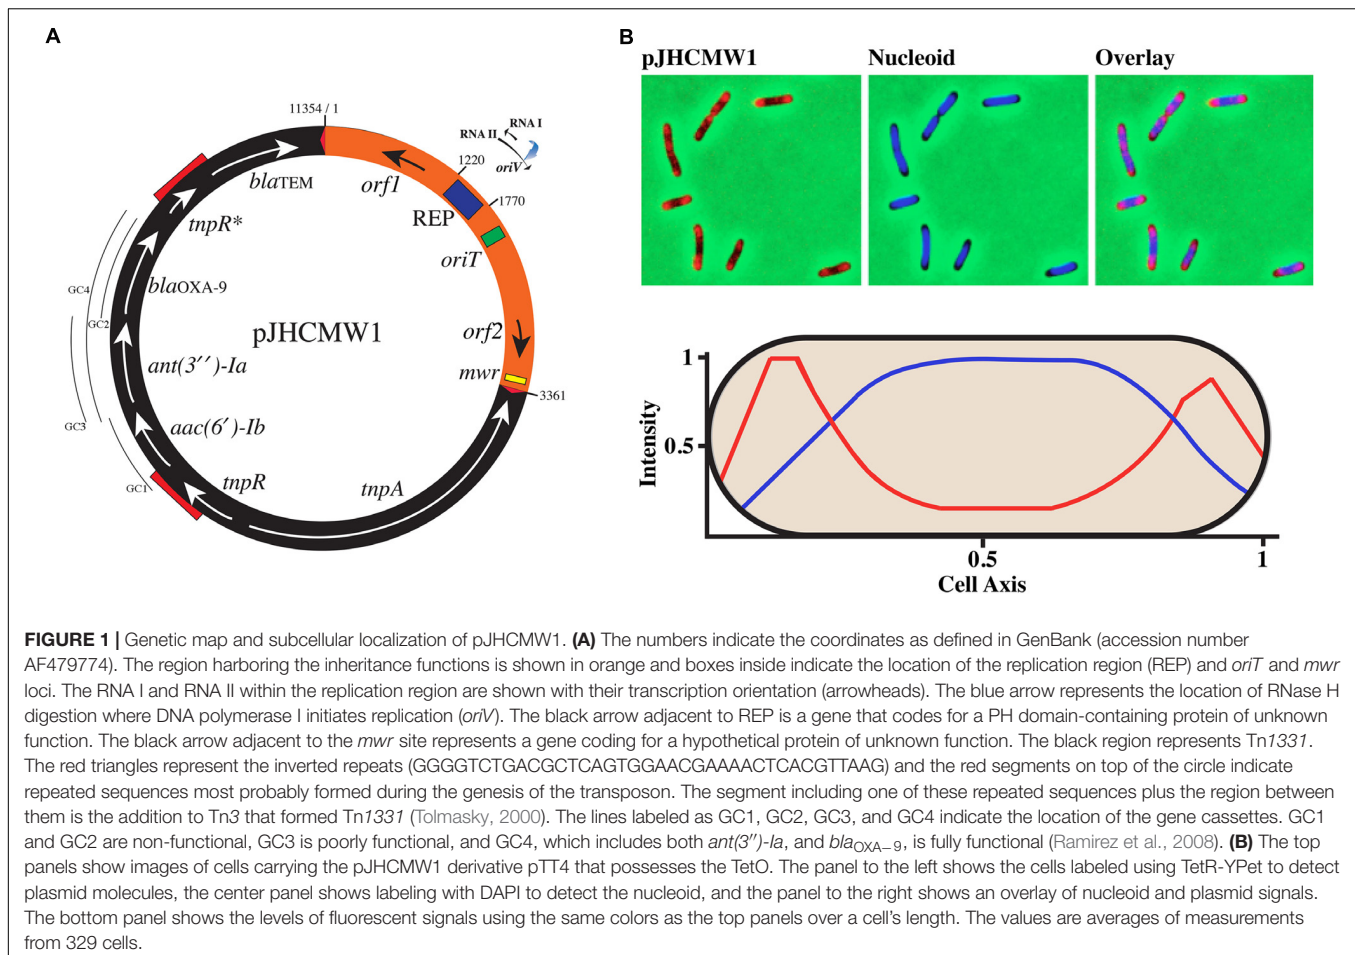 A
11354 / 1
RNA II
RNA I
oriV
1220
1770
blaTEM
orf1
REP
oriT
tnpR*
blaOXA-9
GC4
GC2
pJHCMW1
orf2
ant(3′′)-Ia
mwr
3361
GC3
aac(6′)-Ib
GC1
tnpR
tnpA
B
pJHCMW1
Nucleoid
Overlay
1
0.5
Intensity
0.5
1
Cell Axis
FIGURE 1 | Genetic map and subcellular localization of pJHCMW1. (A) The numbers indicate the coordinates as defined in GenBank (accession number
AF479774). The region harboring the inheritance functions is shown in orange and boxes inside indicate the location of the replication region (REP) and oriT and mwr
loci. The RNA I and RNA II within the replication region are shown with their transcription orientation (arrowheads). The blue arrow represents the location of RNase H
digestion where DNA polymerase I initiates replication (oriV). The black arrow adjacent to REP is a gene that codes for a PH domain-containing protein of unknown
function. The black arrow adjacent to the mwr site represents a gene coding for a hypothetical protein of unknown function. The black region represents Tn1331.
The red triangles represent the inverted repeats (GGGGTCTGACGCTCAGTGGAACGAAAACTCACGTTAAG) and the red segments on top of the circle indicate
repeated sequences most probably formed during the genesis of the transposon. The segment including one of these repeated sequences plus the region between
them is the addition to Tn3 that formed Tn1331 (Tolmasky, 2000). The lines labeled as GC1, GC2, GC3, and GC4 indicate the location of the gene cassettes. GC1
and GC2 are non-functional, GC3 is poorly functional, and GC4, which includes both ant(3″)-Ia, and blaOXA−9, is fully functional (Ramirez et al., 2008). (B) The top
panels show images of cells carrying the pJHCMW1 derivative pTT4 that possesses the TetO. The panel to the left shows the cells labeled using TetR-YPet to detect
plasmid molecules, the center panel shows labeling with DAPI to detect the nucleoid, and the panel to the right shows an overlay of nucleoid and plasmid signals.
The bottom panel shows the levels of fluorescent signals using the same colors as the top panels over a cell's length. The values are averages of measurements
from 329 cells.